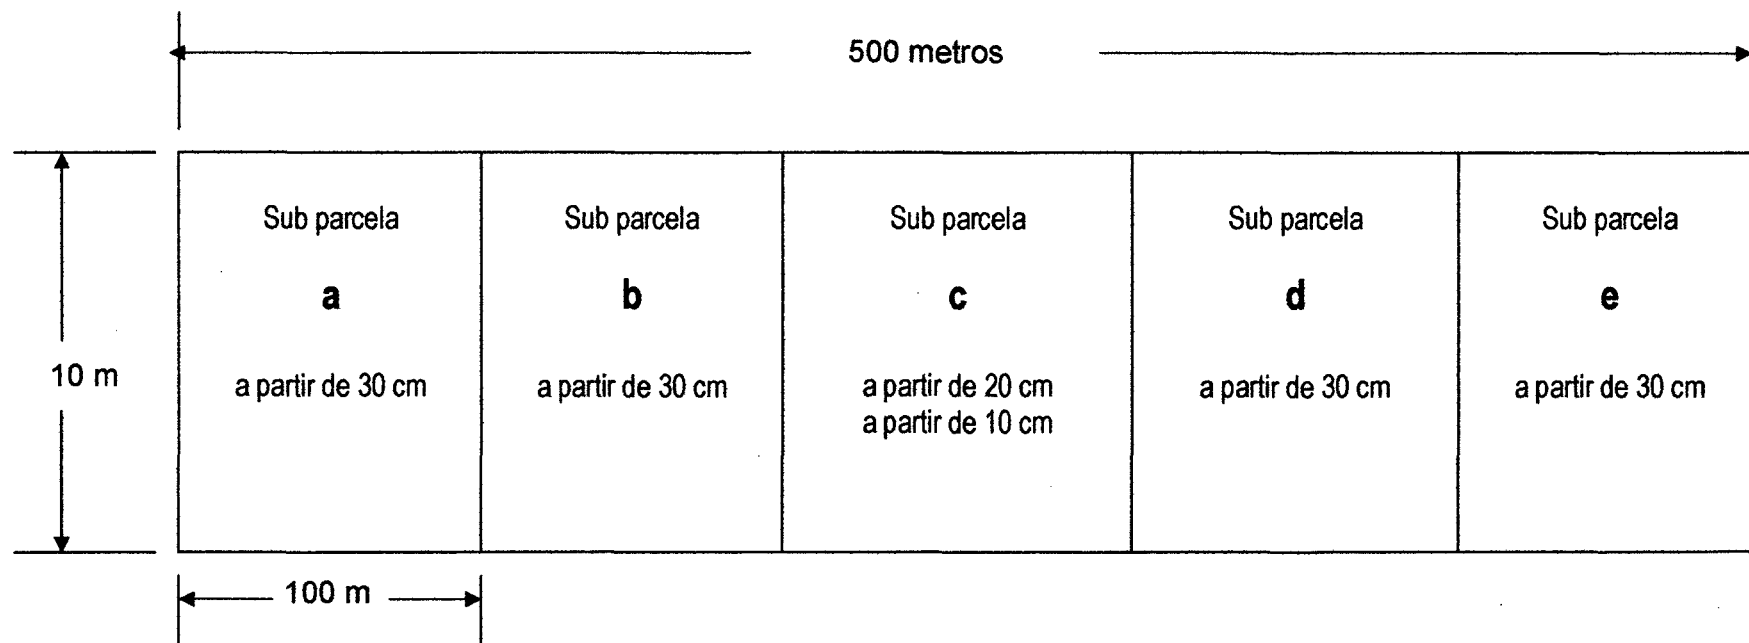 500 metros
10 m
Sub parcela
a
a partir de 30 cm
Sub parcela
b
a partir de 30 cm
Sub parcela
c
a partir de 20 cm
a partir de 10 cm
Sub parcela
d
a partir de 30 cm
Sub parcela
e
a partir de 30 cm
100 m